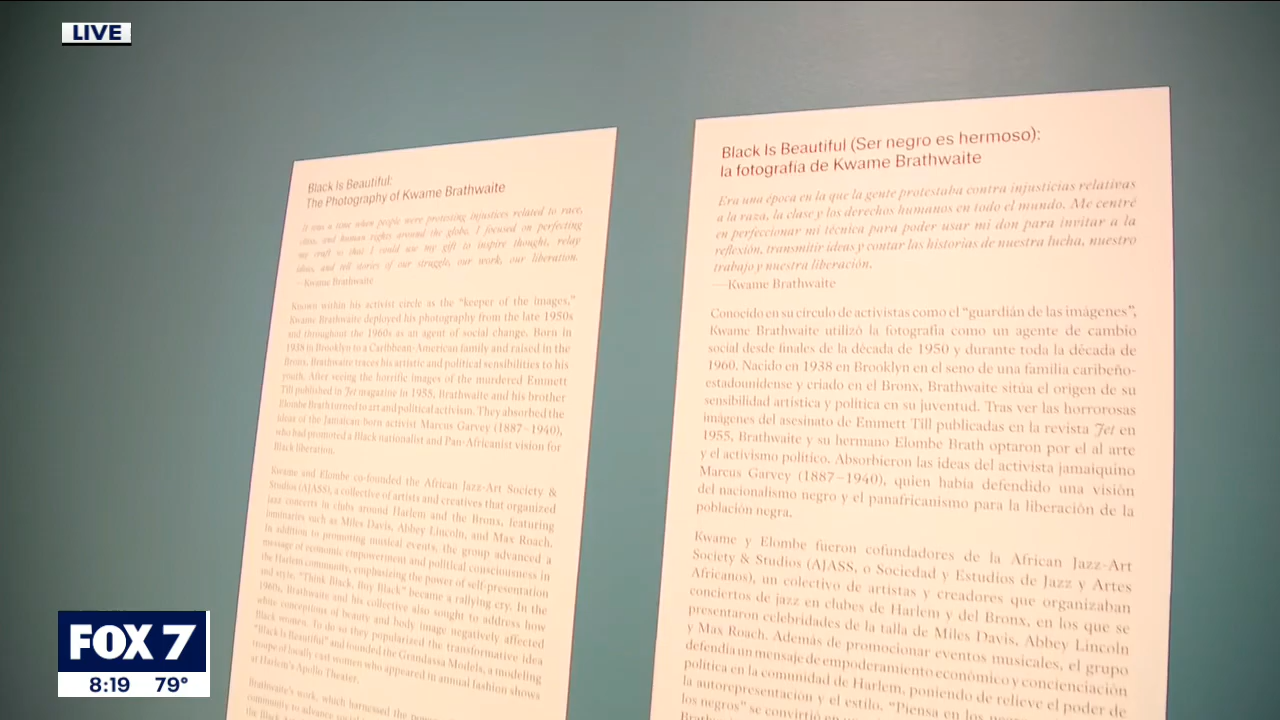 LIVE
Black Is Beautiful:
The Photography of Kwame Brathwaite
It was a time when people were protesting injustices related to race,
class, and human rights around the globe. I focused on perfecting
my craft so that I could use my gift to inspire thought, relay
ideas, and tell stories of our struggle, our work, our liberation.
—Kwame Brathwaite
Known within his activist circle as the “keeper of the images,”
Kwame Brathwaite deployed his photography from the late 1950s
and throughout the 1960s as an agent of social change. Born in
1938 in Brooklyn to a Caribbean-American family and raised in the
Bronx, Brathwaite traces his artistic and political sensibilities to his
youth. After seeing the horrific images of the murdered Emmett
Till published in Jet magazine in 1955, Brathwaite and his brother
Elombe Brath turned to art and political activism. They absorbed the
ideas of the Jamaican born activist Marcus Garvey (1887–1940),
who had promoted a Black nationalist and Pan-Africanist vision for
Black liberation.
Kwame and Elombe co-founded the African Jazz-Art Society &
Studios (AJASS), a collective of artists and creatives that organized
jazz concerts in clubs around Harlem and the Bronx, featuring
luminaries such as Miles Davis, Abbey Lincoln, and Max Roach.
In addition to promoting musical events, the group advanced a
message of economic empowerment and political consciousness in
the Harlem community, emphasizing the power of self-presentation
and style. “Think Black, Buy Black” became a rallying cry. In the
1960s, Brathwaite and his collective also sought to address how
white conceptions of beauty and body image negatively affected
Black women. To do so they popularized the transformative idea
“Black Is Beautiful” and founded the Grandassa Models, a modeling
troupe of locally cast women who appeared in annual fashion shows
at Harlem's Apollo Theater.
Brathwaite's work, which harnessed the power
community to advance social
Black Is Beautiful (Ser negro es hermoso):
la fotografía de Kwame Brathwaite
Era una época en la que la gente protestaba contra injusticias relativas
a la raza, la clase y los derechos humanos en todo el mundo. Me centré
en perfeccionar mi técnica para poder usar mi don para invitar a la
reflexión, transmitir ideas y contar las historias de nuestra lucha, nuestro
trabajo y nuestra liberación.
—Kwame Brathwaite
Conocido en su círculo de activistas como el “guardián de las imágenes”,
Kwame Brathwaite utilizó la fotografía como un agente de cambio
social desde finales de la década de 1950 y durante toda la década de
1960. Nacido en 1938 en Brooklyn en el seno de una familia caribeño-
estadounidense y criado en el Bronx, Brathwaite sitúa el origen de su
sensibilidad artística y política en su juventud. Tras ver las horrorosas
imágenes del asesinato de Emmett Till publicadas en la revista Jet en
1955, Brathwaite y su hermano Elombe Brath optaron por el al arte
y el activismo político. Absorbieron las ideas del activista jamaiquino
Marcus Garvey (1887–1940), quien había defendido una visión
del nacionalismo negro y el panafricanismo para la liberación de la
población negra.
Kwame y Elombe fueron cofundadores de la African Jazz-Art
Society & Studios (AJASS, o Sociedad y Estudios de Jazz y Artes
Africanos), un colectivo de artistas y creadores que organizaban
conciertos de jazz en clubes de Harlem y del Bronx, en los que se
presentaron celebridades de la talla de Miles Davis, Abbey Lincoln
y Max Roach. Además de promocionar eventos musicales, el grupo
defendía un mensaje de empoderamiento económico y concienciación
política en la comunidad de Harlem, poniendo de relieve el poder de
la autorepresentación y el estilo. “Piensa en los
los negros” se convirtió en
FOX 7
8:19 79°